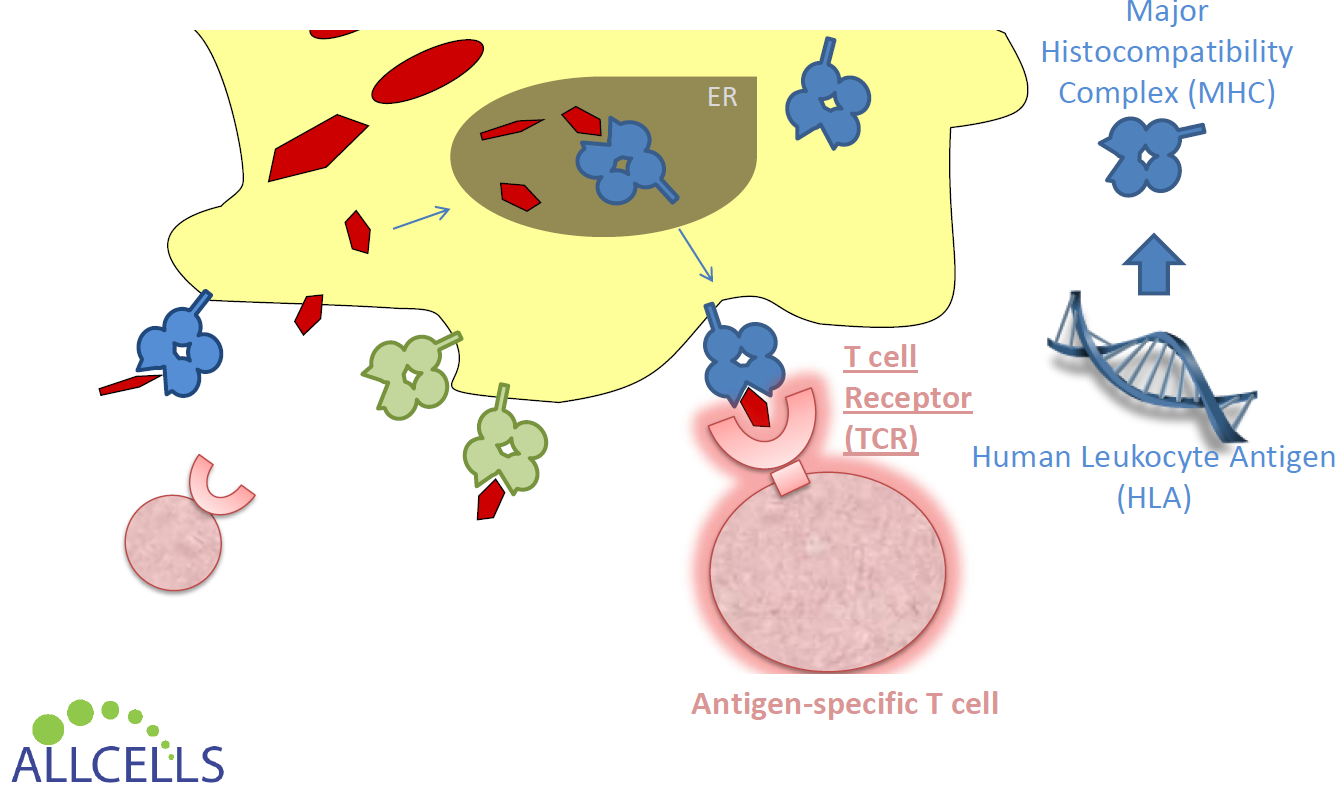 Major
Histocompatibility
Complex (MHC)
ER
T cell
Receptor
(TCR)
Human Leukocyte Antigen
(HLA)
Antigen-specific T cell
ALLCELLS